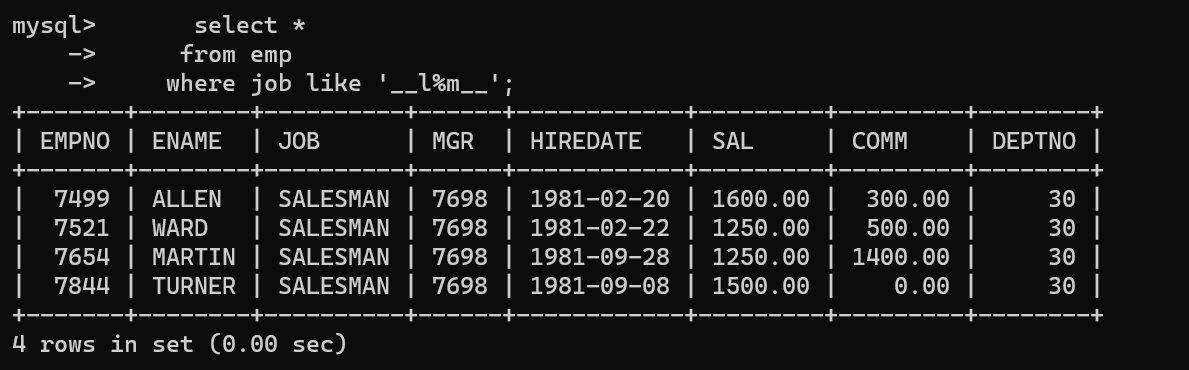 mysql>       select *
    ->      from emp
    ->     where job like '__l%m__';
+-------+--------+----------+------+------------+---------+---------+--------+
| EMPNO | ENAME  | JOB      | MGR  | HIREDATE   | SAL     | COMM    | DEPTNO |
+-------+--------+----------+------+------------+---------+---------+--------+
|  7499 | ALLEN  | SALESMAN | 7698 | 1981-02-20 | 1600.00 |  300.00 |     30 |
|  7521 | WARD   | SALESMAN | 7698 | 1981-02-22 | 1250.00 |  500.00 |     30 |
|  7654 | MARTIN | SALESMAN | 7698 | 1981-09-28 | 1250.00 | 1400.00 |     30 |
|  7844 | TURNER | SALESMAN | 7698 | 1981-09-08 | 1500.00 |    0.00 |     30 |
+-------+--------+----------+------+------------+---------+---------+--------+
4 rows in set (0.00 sec)